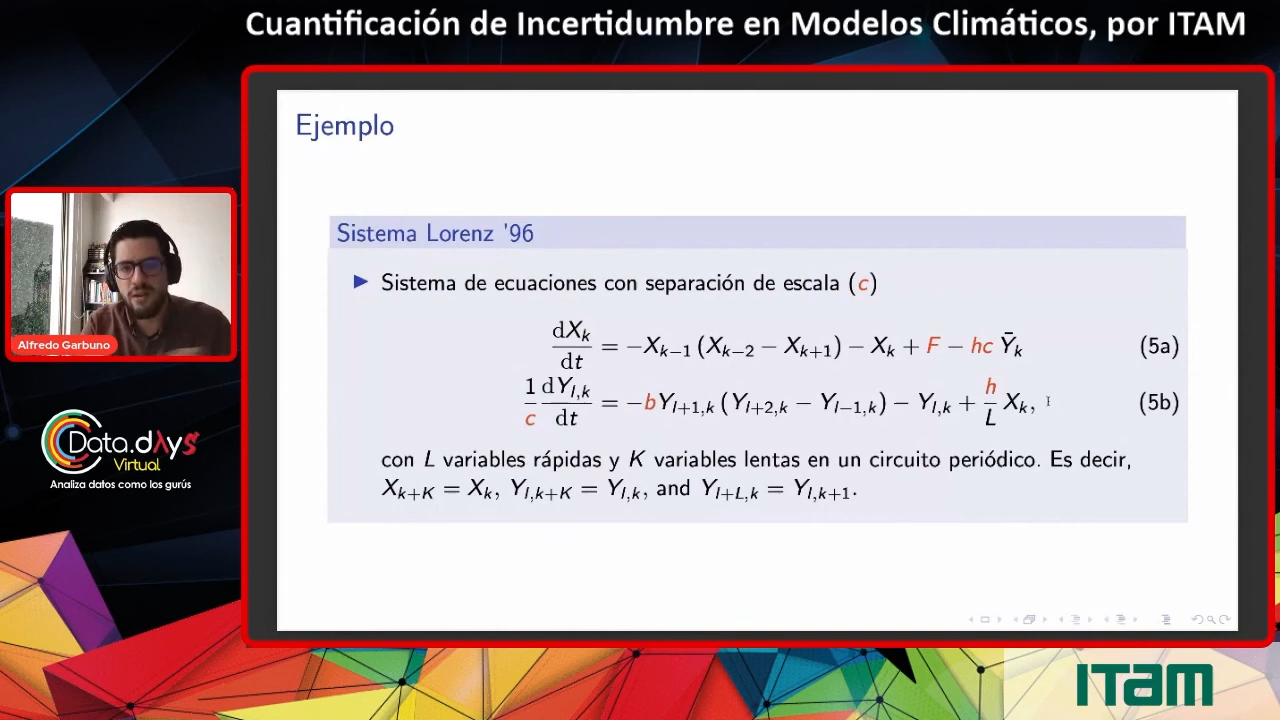 Cuantificación de Incertidumbre en Modelos Climáticos, por ITAM
Ejemplo
Sistema Lorenz '96
▶ Sistema de ecuaciones con separación de escala (c)
dX_k/dt = −X_{k−1} (X_{k−2} − X_{k+1}) − X_k + F − hc Ȳ_k (5a)
1/c dY_{l,k}/dt = −bY_{l+1,k} (Y_{l+2,k} − Y_{l−1,k}) − Y_{l,k} + h/L X_k, (5b)
con L variables rápidas y K variables lentas en un circuito periódico. Es decir,
X_{k+K} = X_k, Y_{l,k+K} = Y_{l,k}, and Y_{l+L,k} = Y_{l,k+1}.
Alfredo Garbuno
Data.dλys
Virtual
Analiza datos como los gurús
ITam